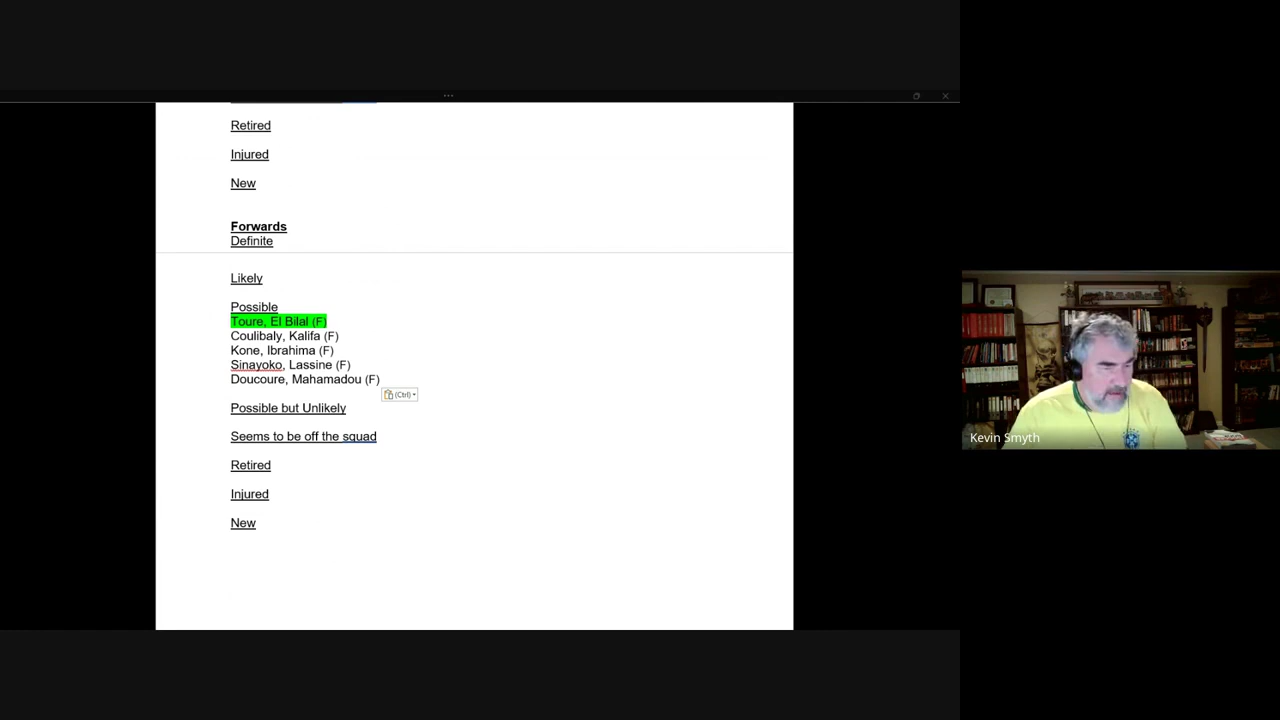 Retired
Injured
New
Forwards
Definite
Likely
Possible
Toure, El Bilal (F)
Coulibaly, Kalifa (F)
Kone, Ibrahima (F)
Sinayoko, Lassine (F)
Doucoure, Mahamadou (F)
(Ctrl)
Possible but Unlikely
Seems to be off the squad
Retired
Injured
New
Kevin Smyth